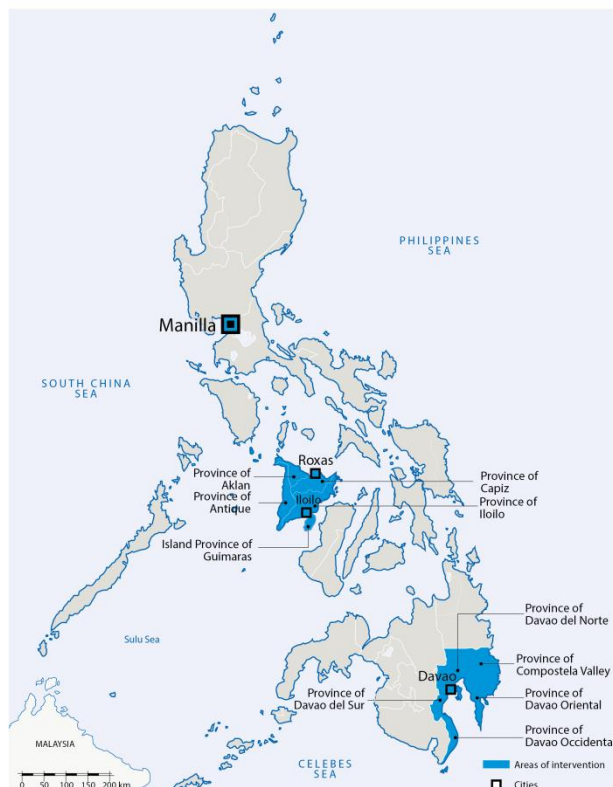 PHILIPPINES
SEA
Manilla
SOUTH CHINA
SEA
Roxas
Province of
Aklan
Province of
Capiz
Province of
Antique
Iloilo
Province of
Iloilo
Island Province of
Guimaras
Province of
Davao del Norte
Sulu Sea
Province of
Compostela Valley
Davao
Province of
Davao del Sur
Province of
Davao Oriental
Province of
Davao Occidenta
MALAYSIA
CELEBES
SEA
Areas of intervention
0 50 100 150 200 km
Cities